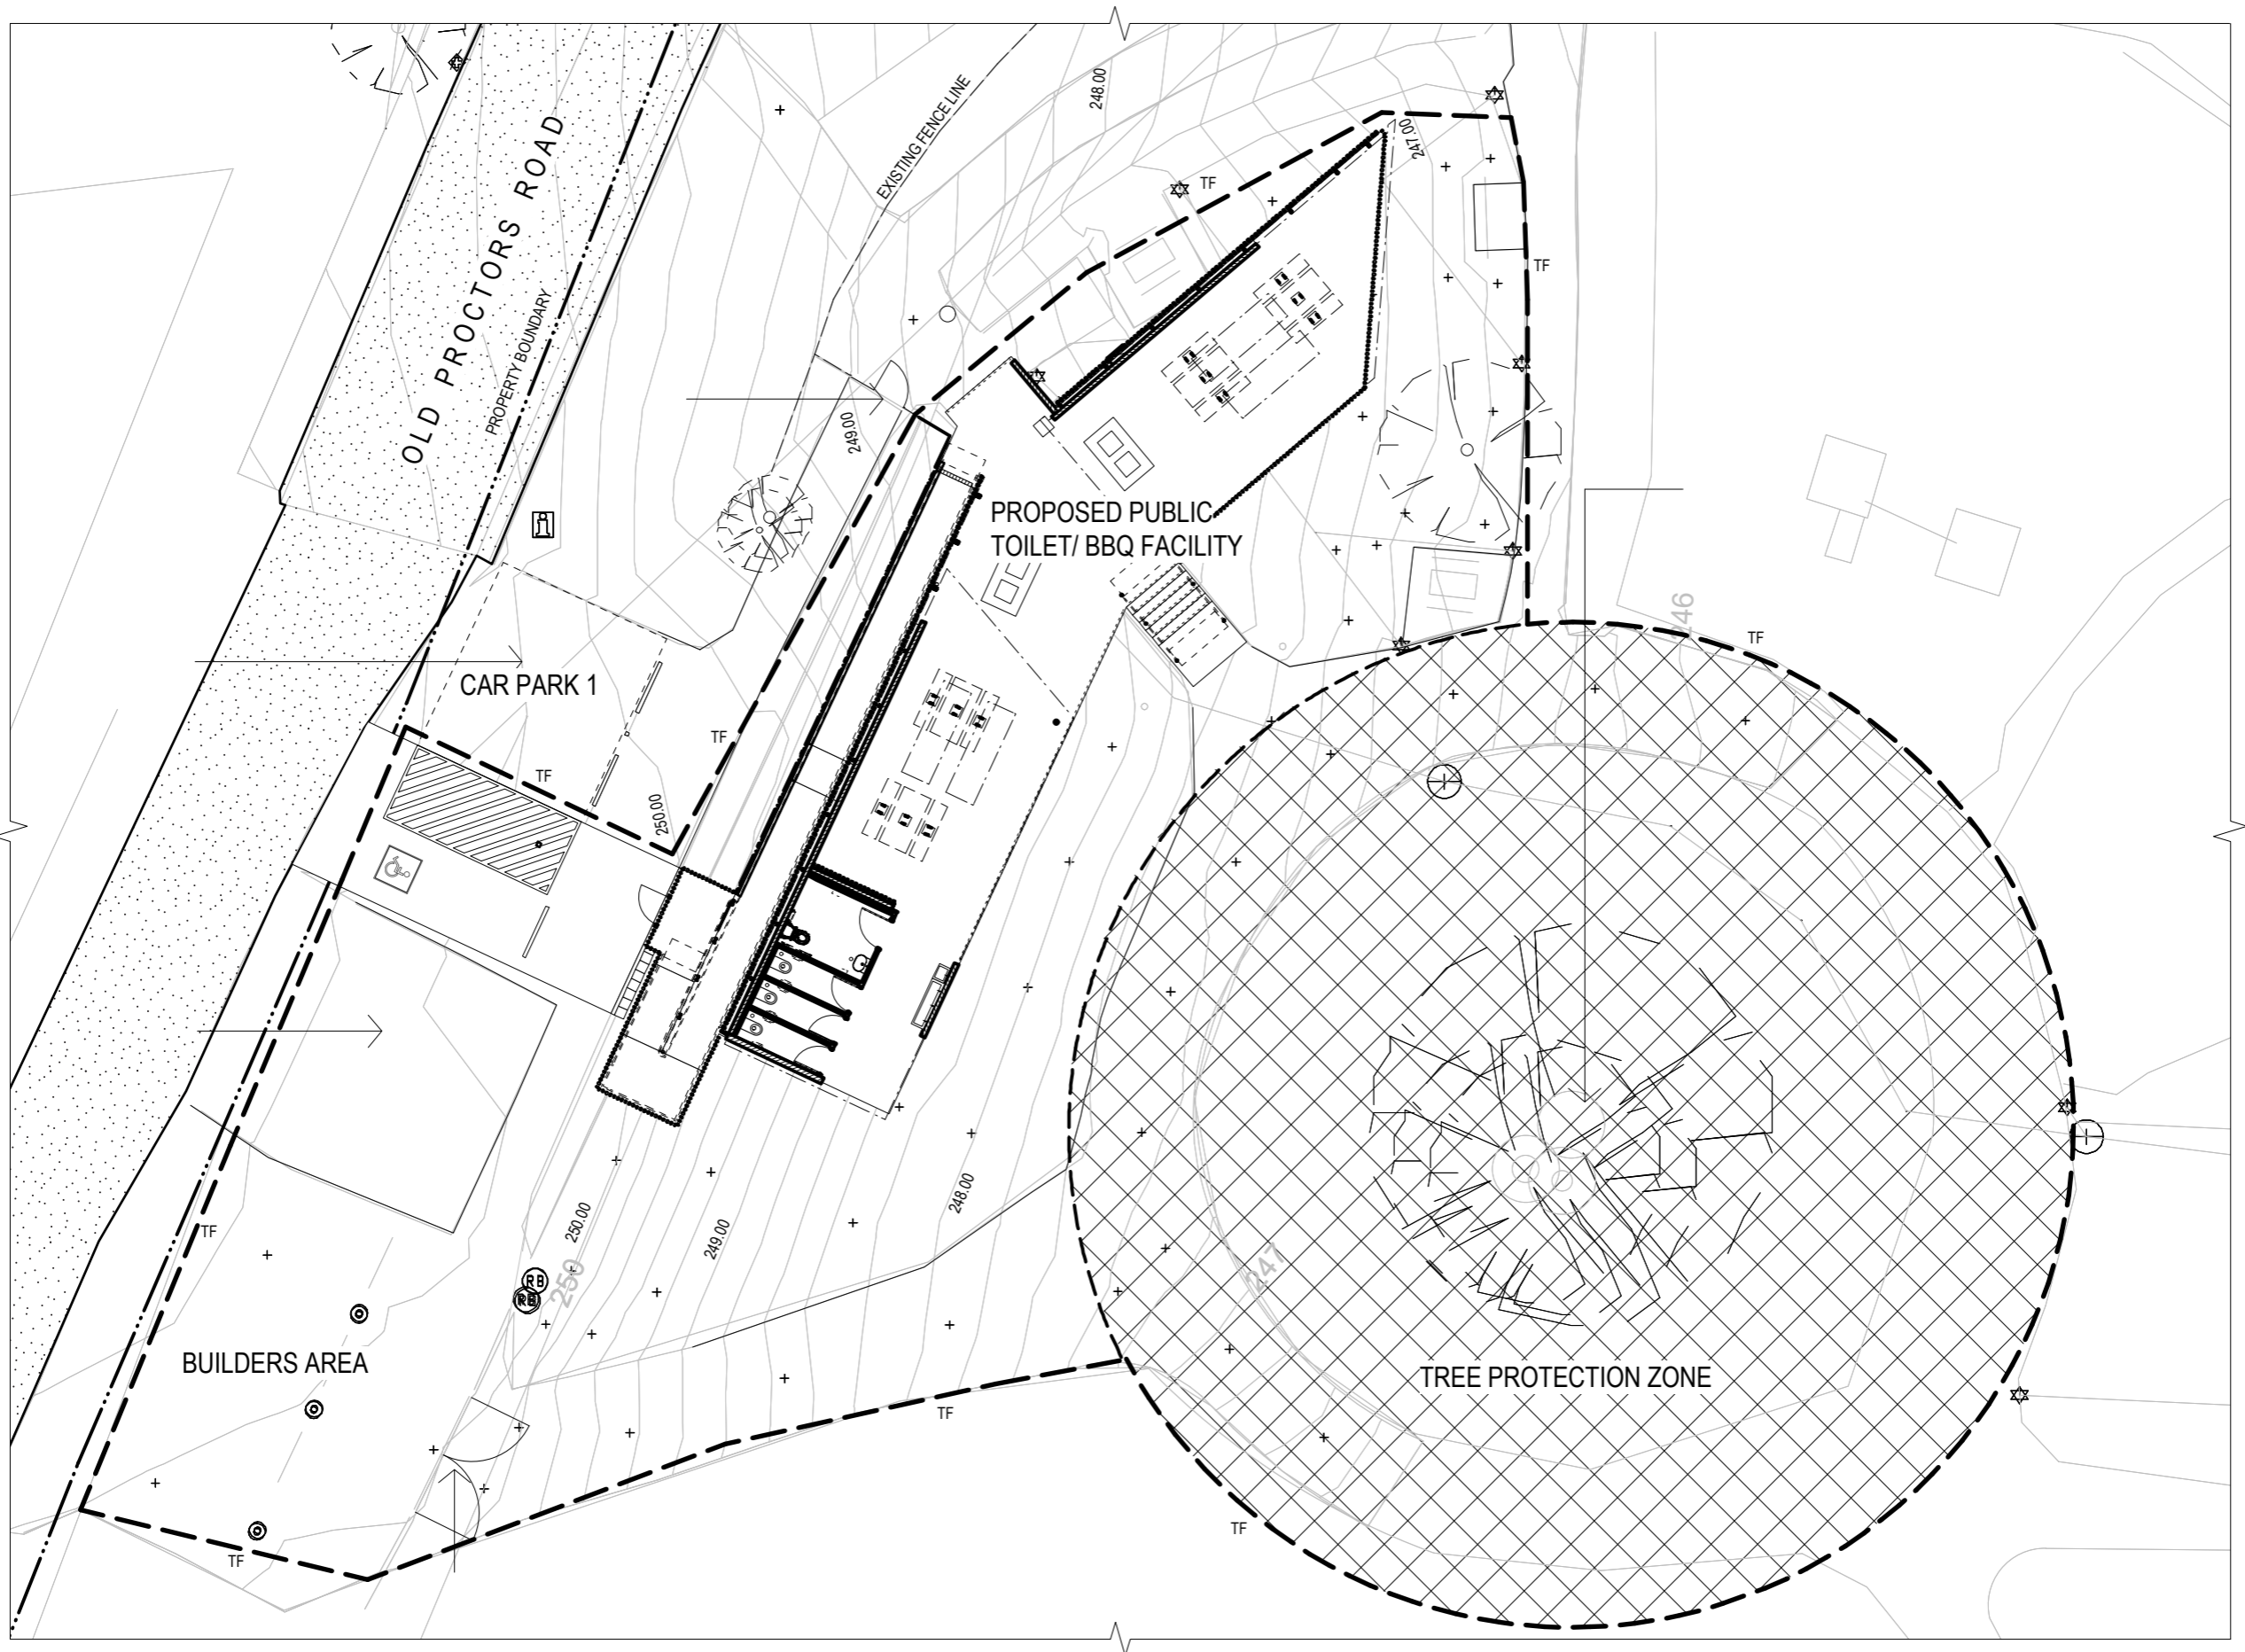 248.00
EXISTING FENCE LINE
247.00
OLD PROCTORS ROAD
TF
TF
PROPERTY BOUNDARY
249.00
PROPOSED PUBLIC
TOILET/ BBQ FACILITY
i
246
TF
CAR PARK 1
TF
TF
250.00
TF
248.00
250.00
249.00
250
247
RB
RB
BUILDERS AREA
TREE PROTECTION ZONE
TF
TF
TF